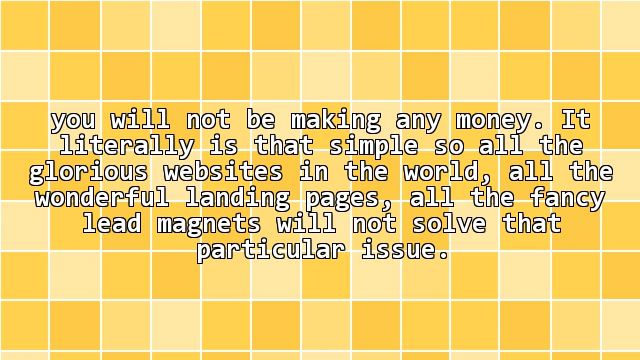 you will not be making any money. It
literally is that simple so all the
glorious websites in the world, all the
wonderful landing pages, all the fancy
lead magnets will not solve that
particular issue.